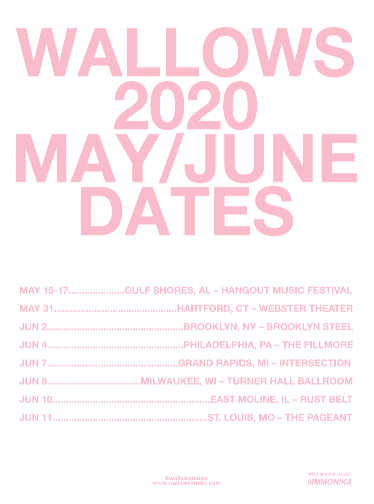 WALLOWS
2020
MAY/JUNE
DATES
MAY 15-17.....................GULF SHORES, AL – HANGOUT MUSIC FESTIVAL
MAY 31..............................................HARTFORD, CT – WEBSTER THEATER
JUN 2...................................................BROOKLYN, NY – BROOKLYN STEEL
JUN 4...................................................PHILADELPHIA, PA – THE FILLMORE
JUN 7.................................................GRAND RAPIDS, MI – INTERSECTION
JUN 8...................................MILWAUKEE, WI – TURNER HALL BALLROOM
JUN 10...........................................................EAST MOLINE, IL – RUST BELT
JUN 11..........................................................ST. LOUIS, MO – THE PAGEANT
@wallowsmusic
www.wallowsmusic.com
WITH SPECIAL GUEST
MMMONIKA